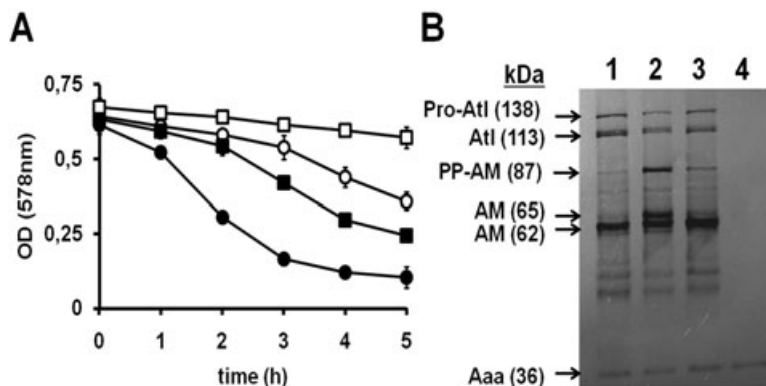 A
0,75
0,5
0,25
0
OD (578nm)
0 1 2 3 4 5
time (h)
B
kDa 1 2 3 4
Pro-Atl (138)
Atl (113)
PP-AM (87)
AM (65)
AM (62)
Aaa (36)